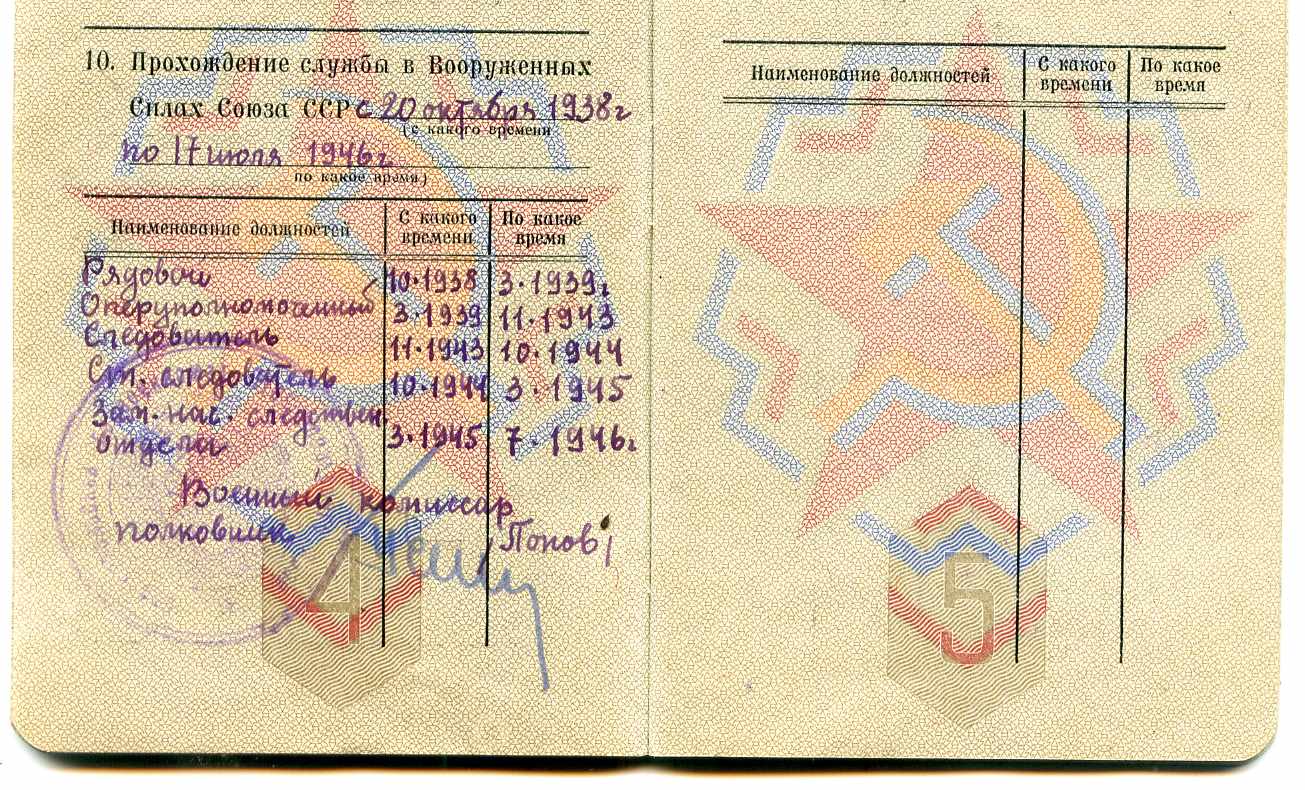 10. Прохождение службы в Вооруженных
Силах Союза ССР с 20 октября 1938г
(с какого времени
по 17 июля 1946г
по какое время)
Наименование должностей С какого времени По какое время
Рядовой 10.1938 3.1939г
Оперуполномоченный 3.1939 11.1943
Следователь 11.1943 10.1944
Ст. следователь 10.1944 3.1945
Зам. нач. следствен.
отдела 3.1945 7.1946г
Военный комиссар
полковник Попов
4
Наименование должностей С какого времени По какое время
5